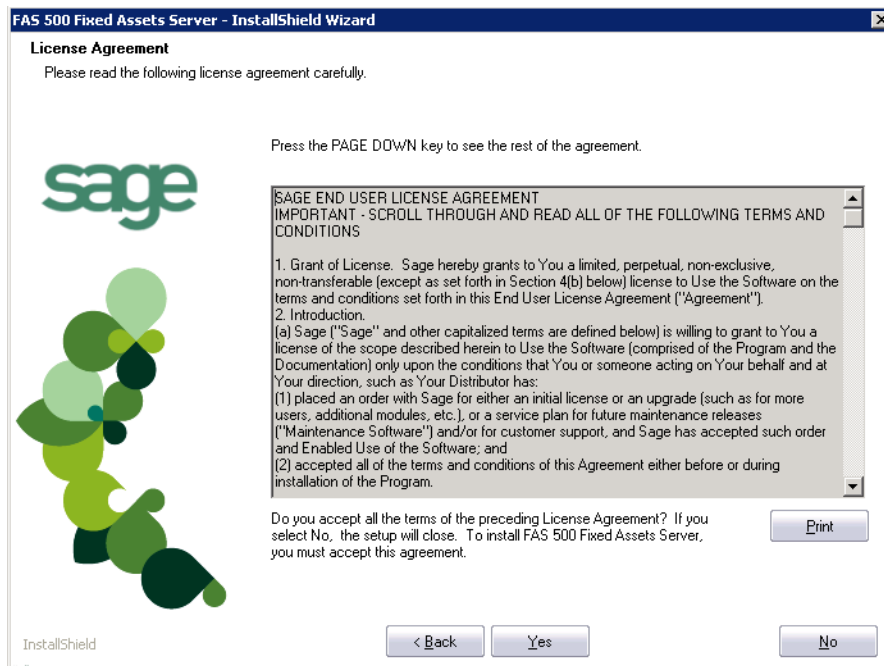 FAS 500 Fixed Assets Server - InstallShield Wizard
License Agreement
Please read the following license agreement carefully.
Press the PAGE DOWN key to see the rest of the agreement.
sage
SAGE END USER LICENSE AGREEMENT
IMPORTANT - SCROLL THROUGH AND READ ALL OF THE FOLLOWING TERMS AND
CONDITIONS
1. Grant of License.  Sage hereby grants to You a limited, perpetual, non-exclusive,
non-transferable (except as set forth in Section 4(b) below) license to Use the Software on the
terms and conditions set forth in this End User License Agreement ("Agreement").
2. Introduction.
(a) Sage ("Sage" and other capitalized terms are defined below) is willing to grant to You a
license of the scope described herein to Use the Software (comprised of the Program and the
Documentation) only upon the conditions that You or someone acting on Your behalf and at
Your direction, such as Your Distributor has:
(1) placed an order with Sage for either an initial license or an upgrade (such as for more
users, additional modules, etc.), or a service plan for future maintenance releases
("Maintenance Software") and/or for customer support, and Sage has accepted such order
and Enabled Use of the Software; and
(2) accepted all of the terms and conditions of this Agreement either before or during
installation of the Program.
Do you accept all the terms of the preceding License Agreement?  If you
select No,  the setup will close.  To install FAS 500 Fixed Assets Server,
you must accept this agreement.
Print
InstallShield
< Back
Yes
No